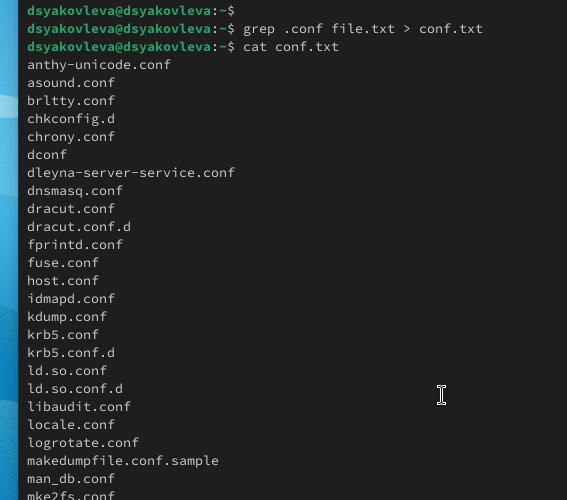 dsyakovleva@dsyakovleva:~$
dsyakovleva@dsyakovleva:~$ grep .conf file.txt > conf.txt
dsyakovleva@dsyakovleva:~$ cat conf.txt
anthy-unicode.conf
asound.conf
brltty.conf
chkconfig.d
chrony.conf
dconf
dleyna-server-service.conf
dnsmasq.conf
dracut.conf
dracut.conf.d
fprintd.conf
fuse.conf
host.conf
idmapd.conf
kdump.conf
krb5.conf
krb5.conf.d
ld.so.conf
ld.so.conf.d
libaudit.conf
locale.conf
logrotate.conf
makedumpfile.conf.sample
man_db.conf
mke2fs.conf